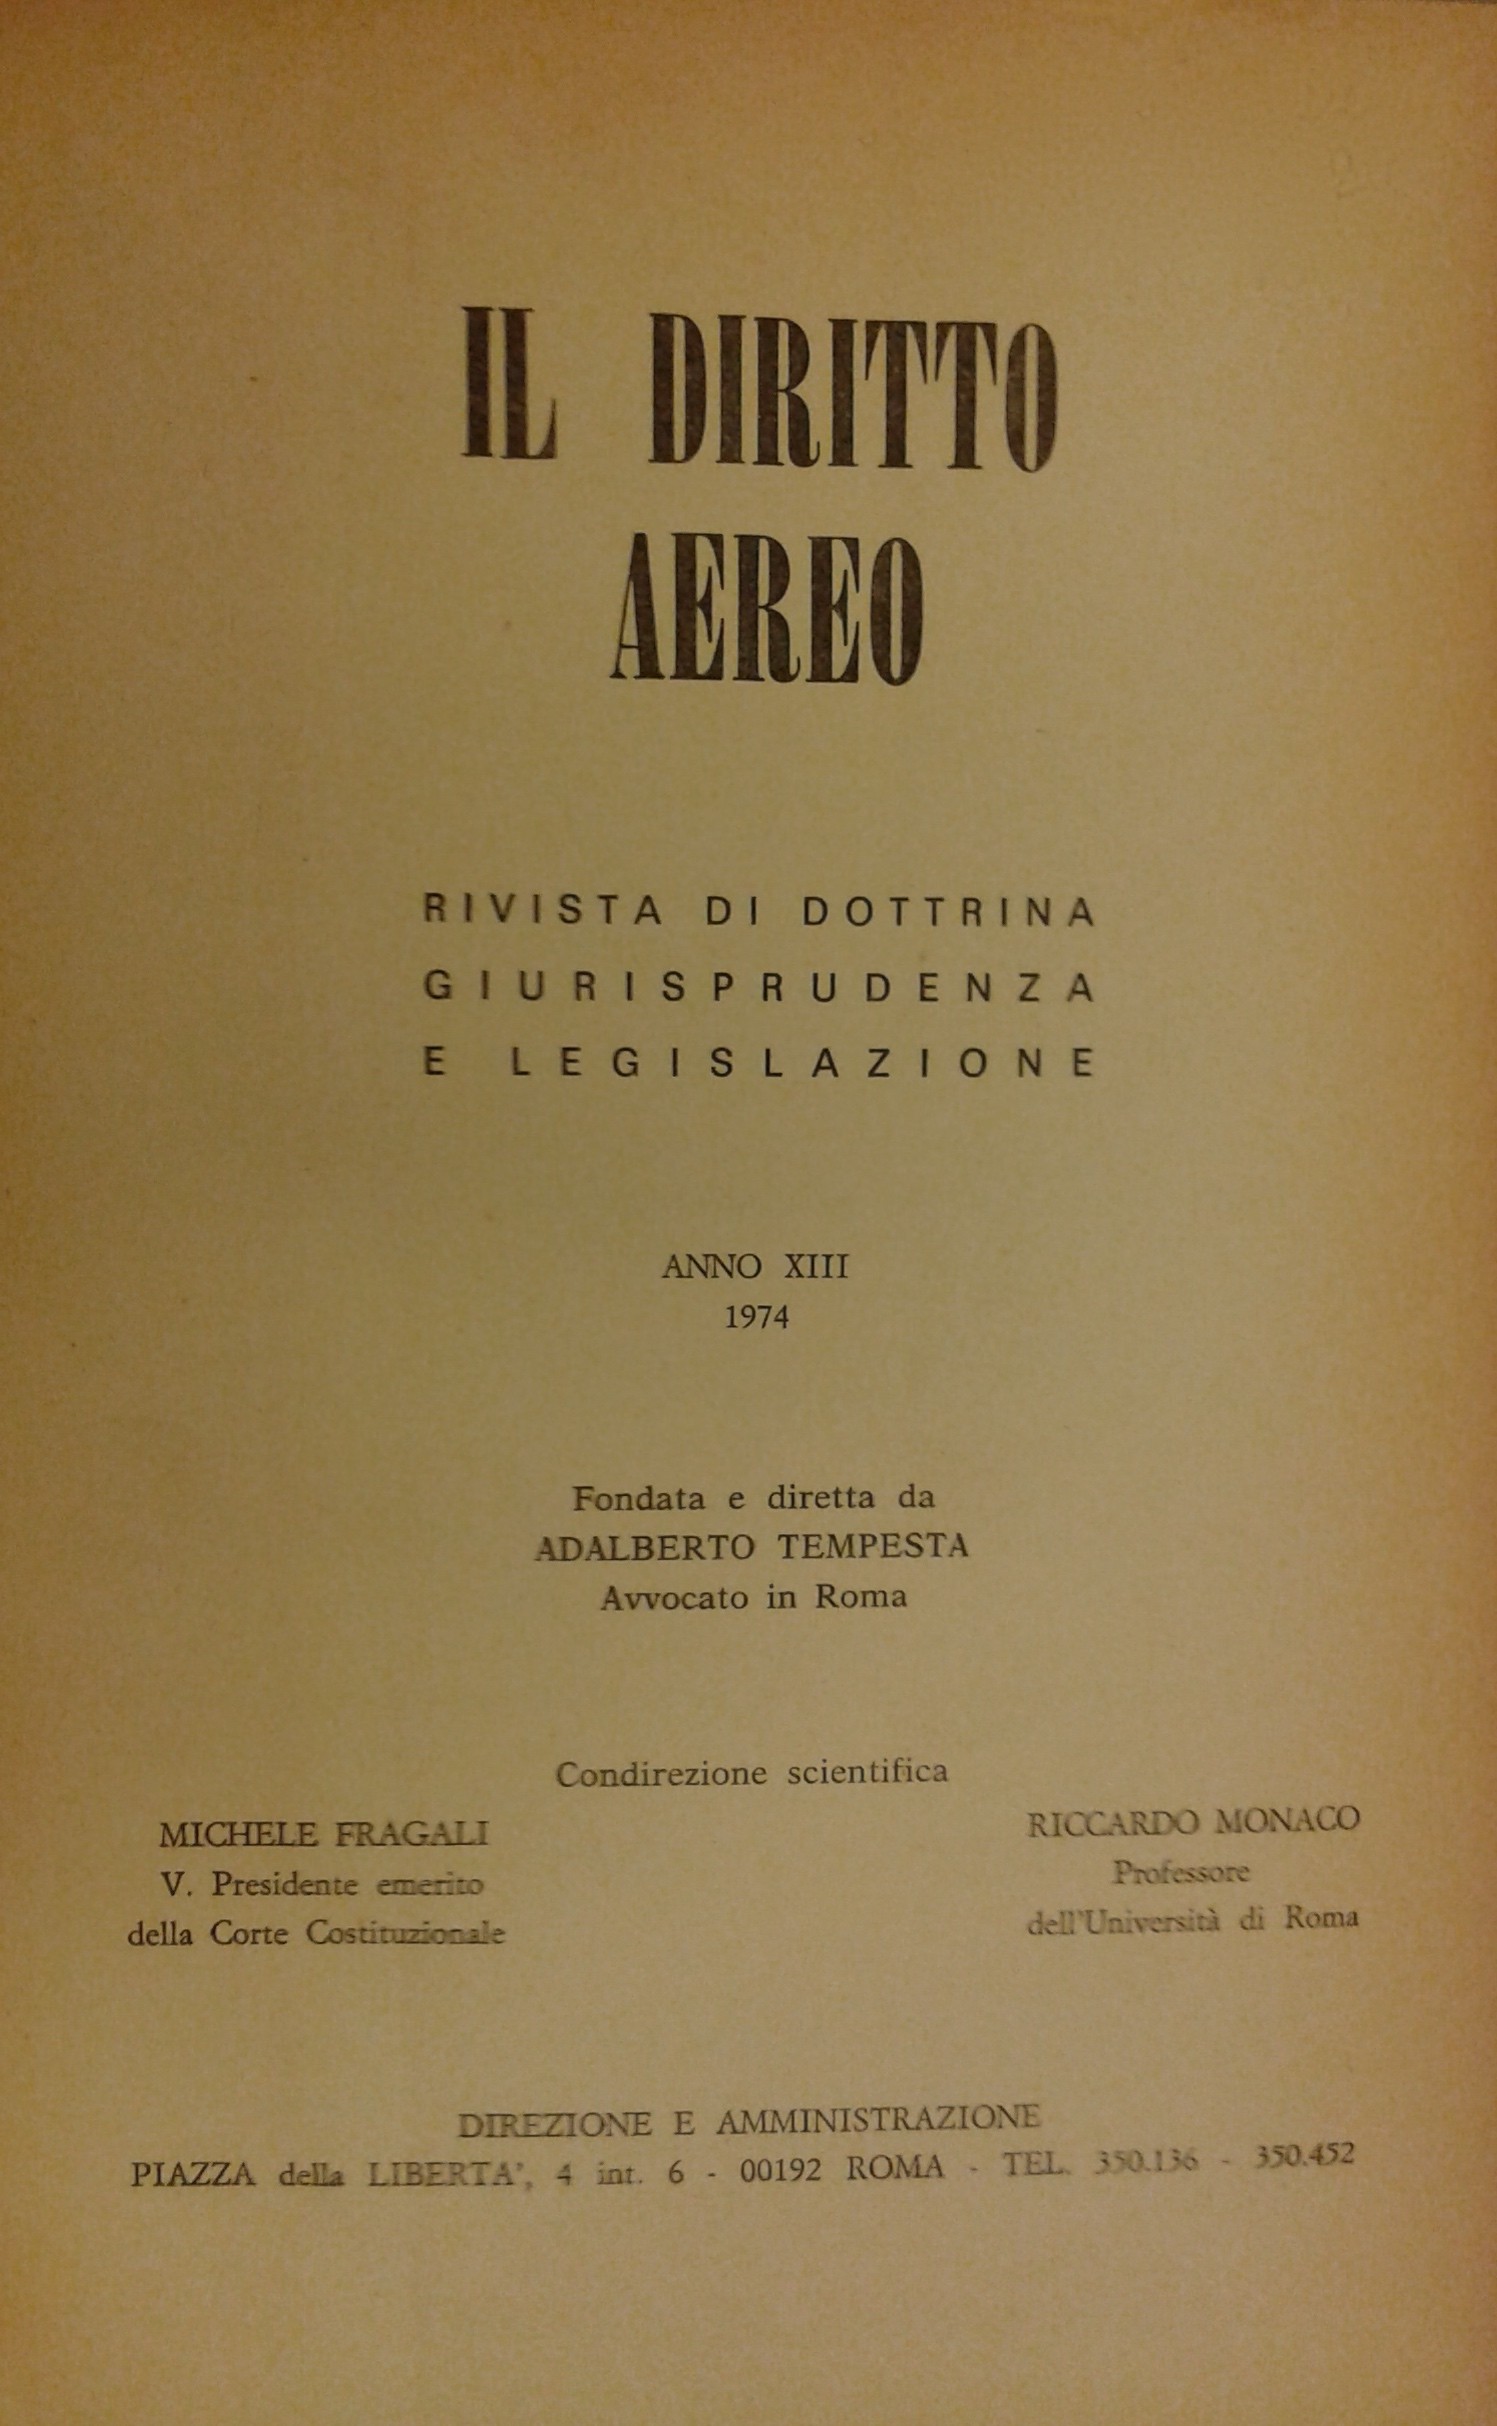 IL DIRITTO
AEREO
RIVISTA DI DOTTRINA
GIURISPRUDENZA
E LEGISLAZIONE
ANNO XIII
1974
Fondata e diretta da
ADALBERTO TEMPESTA
Avvocato in Roma
Condirezione scientifica
MICHELE FRAGALI
V. Presidente emerito
della Corte Costituzionale
RICCARDO MONACO
Professore
dell'Università di Roma
DIREZIONE E AMMINISTRAZIONE
PIAZZA della LIBERTA', 4 int. 6 - 00192 ROMA - TEL. 350.136 - 350.452